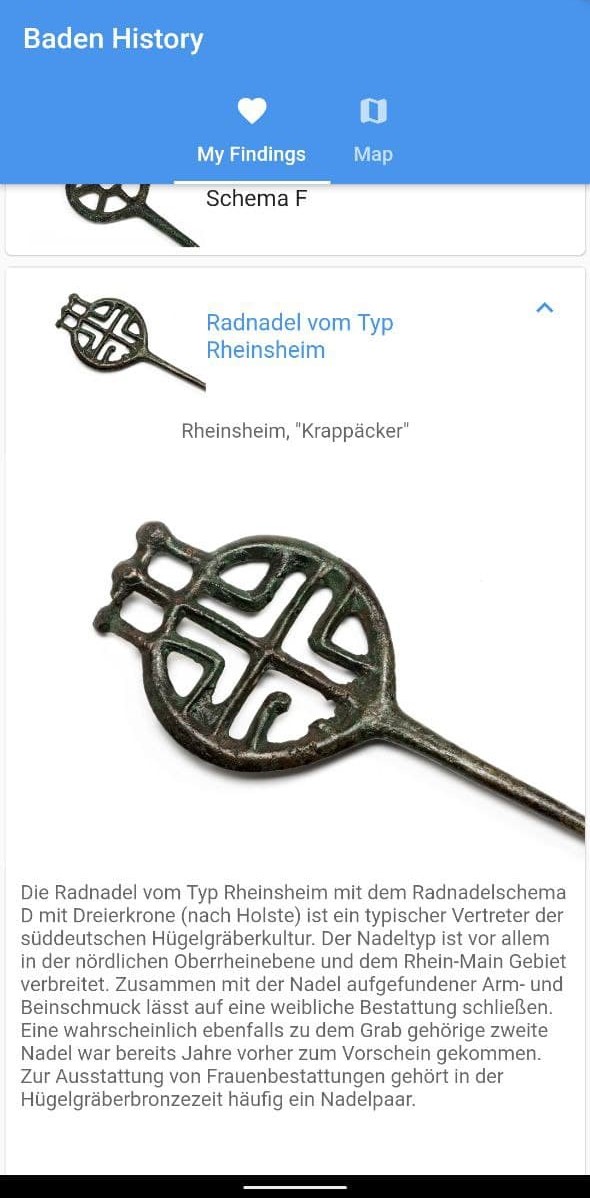 Baden History
My Findings
Map
Schema F
Radnadel vom Typ
Rheinsheim
Rheinsheim, "Krappäcker"
Die Radnadel vom Typ Rheinsheim mit dem Radnadelschema
D mit Dreierkrone (nach Holste) ist ein typischer Vertreter der
süddeutschen Hügelgräberkultur. Der Nadeltyp ist vor allem
in der nördlichen Oberrheinebene und dem Rhein-Main Gebiet
verbreitet. Zusammen mit der Nadel aufgefundener Arm- und
Beinschmuck lässt auf eine weibliche Bestattung schließen.
Eine wahrscheinlich ebenfalls zu dem Grab gehörige zweite
Nadel war bereits Jahre vorher zum Vorschein gekommen.
Zur Ausstattung von Frauenbestattungen gehört in der
Hügelgräberbronzezeit häufig ein Nadelpaar.